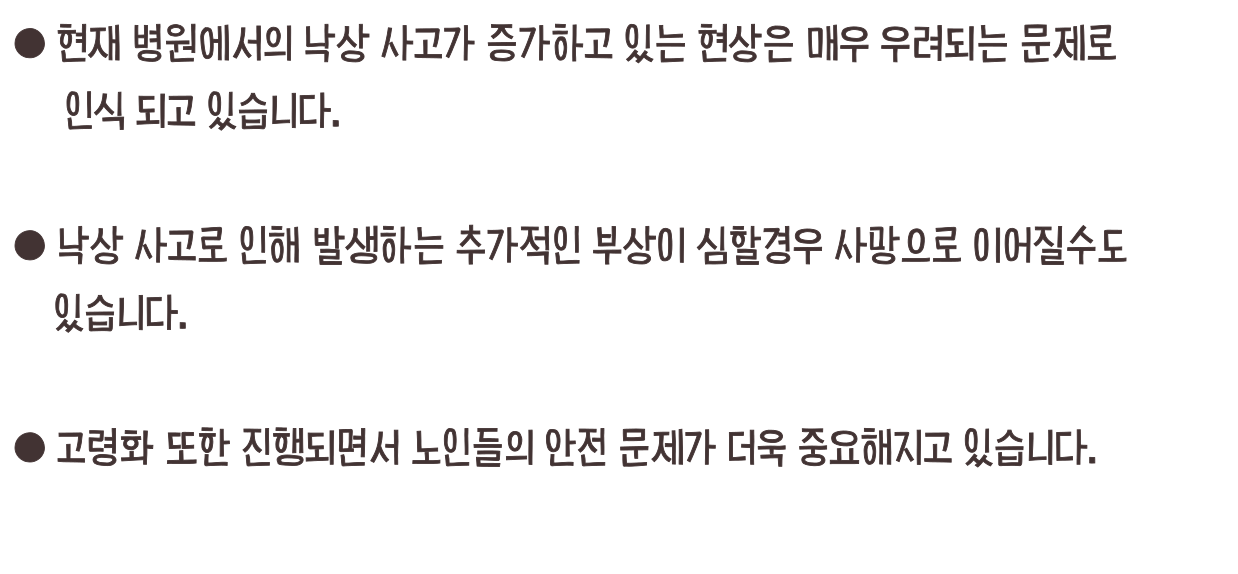 ● 현재 병원에서의 낙상 사고가 증가하고 있는 현상은 매우 우려되는 문제로
인식 되고 있습니다.
● 낙상 사고로 인해 발생하는 추가적인 부상이 심할경우 사망으로 이어질수도
있습니다.
● 고령화 또한 진행되면서 노인들의 안전 문제가 더욱 중요해지고 있습니다.